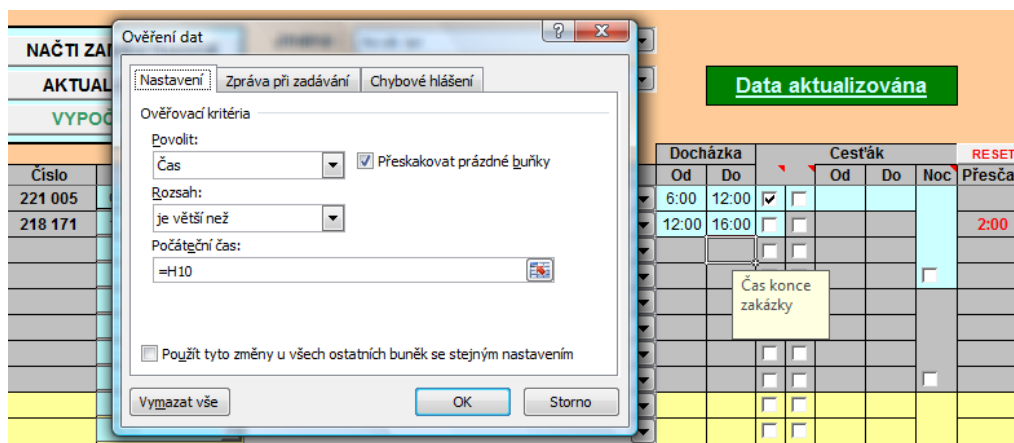 Ověření dat
NAČTI ZA
AKTUAL
VYPOČ
Data aktualizována
Nastavení Zpráva při zadávání Chybové hlášení
Ověřovací kritéria
Povolit:
Čas
Přeskakovat prázdné buňky
Rozsah:
je větší než
Počáteční čas:
=H10
Použít tyto změny u všech ostatních buněk se stejným nastavením
Vymazat vše OK Storno
Docházka Cesťák RESET
Číslo Od Do Od Do Noc Přesča
221 005 6:00 12:00
218 171 12:00 16:00 2:00
Čas konce
zakázky